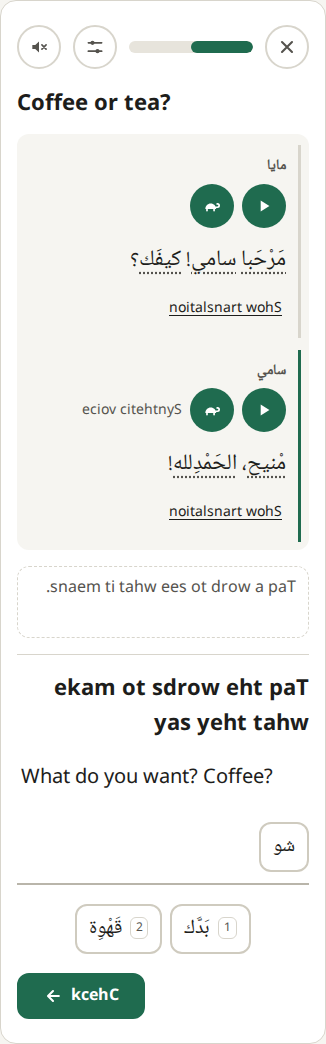 Coffee or tea?
مايا
مَرْحَبا سامي! كيفَك؟
noitalsnart wohS
سامي
eciov citehtnyS
مْنيح، الحَمْدِلله!
noitalsnart wohS
.snaem ti tahw ees ot drow a paT
ekam ot sdrow eht paT
yas yeht tahw
What do you want? Coffee?
شو
1 بَدَّك
2 قَهْوِة
kcehC